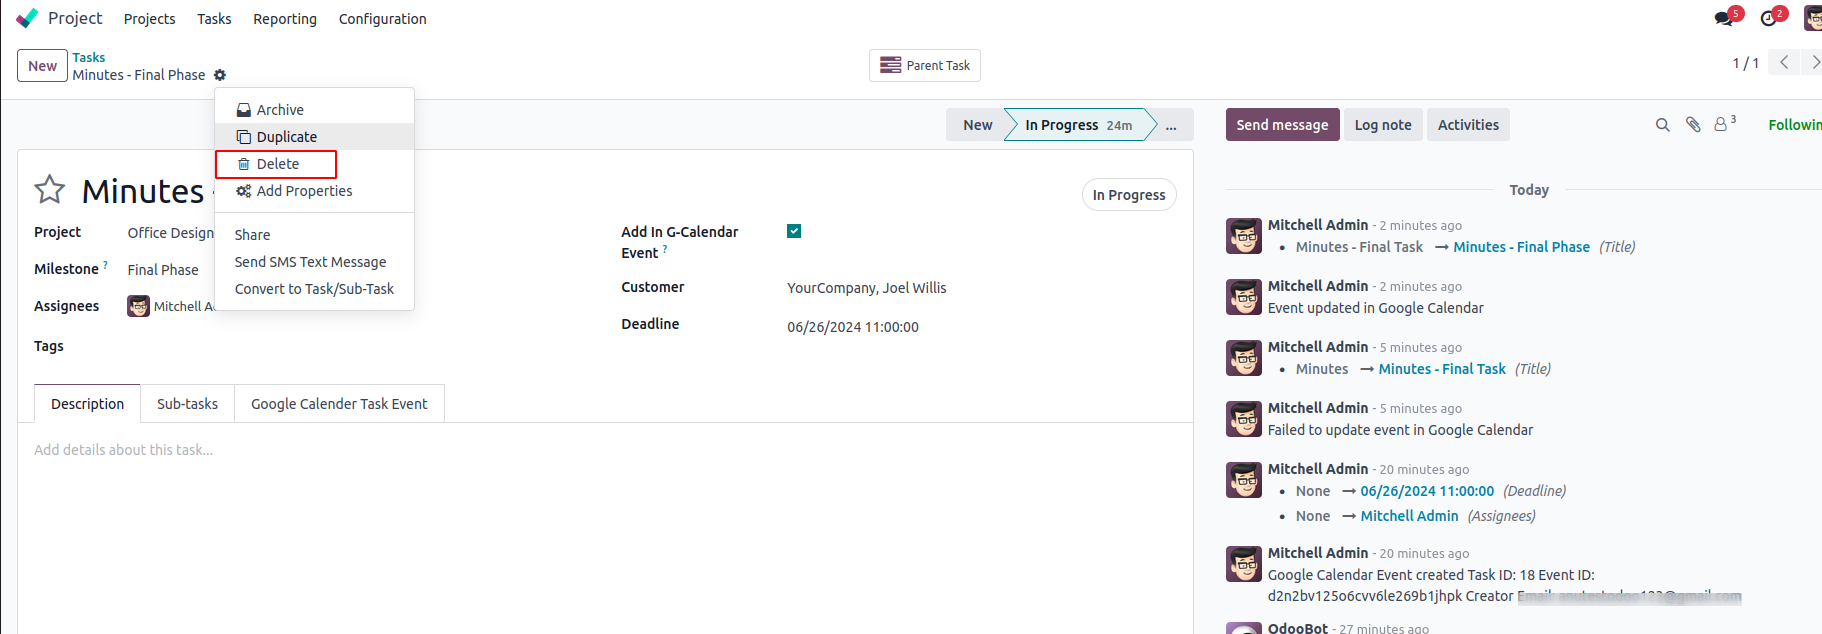 Project Projects Tasks Reporting Configuration 5 2
New Tasks
Minutes - Final Phase
Parent Task
1 / 1
Archive
Duplicate
Delete
Add Properties
Share
Send SMS Text Message
Convert to Task/Sub-Task
New In Progress 24m ...
Send message Log note Activities 3 Followin
Minutes
In Progress
Project Office Design
Milestone ? Final Phase
Assignees Mitchell A
Tags
Add In G-Calendar
Event ?
Customer YourCompany, Joel Willis
Deadline 06/26/2024 11:00:00
Description Sub-tasks Google Calender Task Event
Add details about this task...
Today
Mitchell Admin - 2 minutes ago
• Minutes - Final Task → Minutes - Final Phase (Title)
Mitchell Admin - 2 minutes ago
Event updated in Google Calendar
Mitchell Admin - 5 minutes ago
• Minutes → Minutes - Final Task (Title)
Mitchell Admin - 5 minutes ago
Failed to update event in Google Calendar
Mitchell Admin - 20 minutes ago
• None → 06/26/2024 11:00:00 (Deadline)
• None → Mitchell Admin (Assignees)
Mitchell Admin - 20 minutes ago
Google Calendar Event created Task ID: 18 Event ID:
d2n2bv125o6cvv6le269b1jhpk Creator
OdooBot - 27 minutes ago